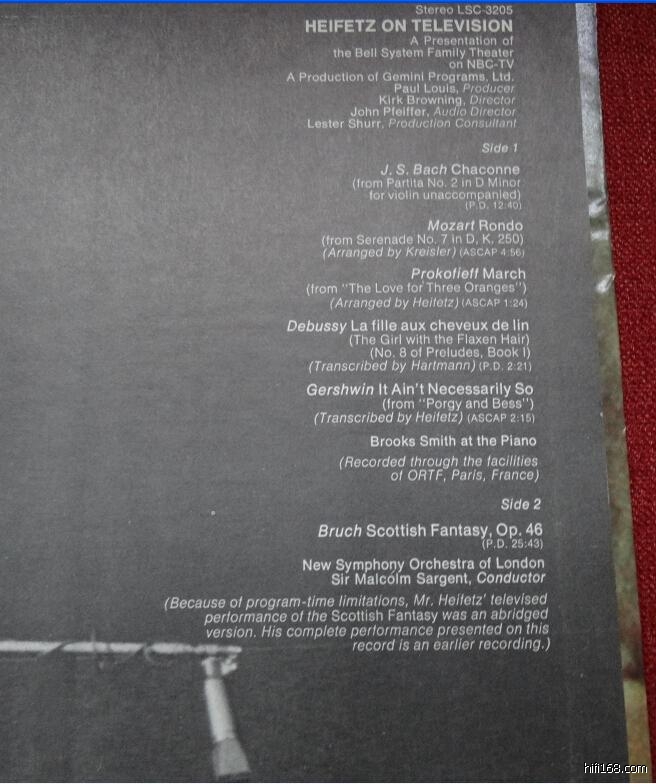 Stereo LSC-3205
HEIFETZ ON TELEVISION
A Presentation of
the Bell System Family Theater
on NBC-TV
A Production of Gemini Programs, Ltd.
Paul Louis, Producer
Kirk Browning, Director
John Pfeiffer, Audio Director
Lester Shurr, Production Consultant
Side 1
J. S. Bach Chaconne
(from Partita No. 2 in D Minor
for violin unaccompanied)
(P.D. 12:40)
Mozart Rondo
(from Serenade No. 7 in D, K. 250)
(Arranged by Kreisler) (ASCAP 4:56)
Prokofieff March
(from "The Love for Three Oranges")
(Arranged by Heifetz) (ASCAP 1:24)
Debussy La fille aux cheveux de lin
(The Girl with the Flaxen Hair)
(No. 8 of Preludes, Book I)
(Transcribed by Hartmann) (P.D. 2:21)
Gershwin It Ain't Necessarily So
(from "Porgy and Bess")
(Transcribed by Heifetz) (ASCAP 2:15)
Brooks Smith at the Piano
(Recorded through the facilities
of ORTF, Paris, France)
Side 2
Bruch Scottish Fantasy, Op. 46
(P.D. 25:43)
New Symphony Orchestra of London
Sir Malcolm Sargent, Conductor
(Because of program-time limitations, Mr. Heifetz' televised
performance of the Scottish Fantasy was an abridged
version. His complete performance presented on this
record is an earlier recording.)
hifi168.com